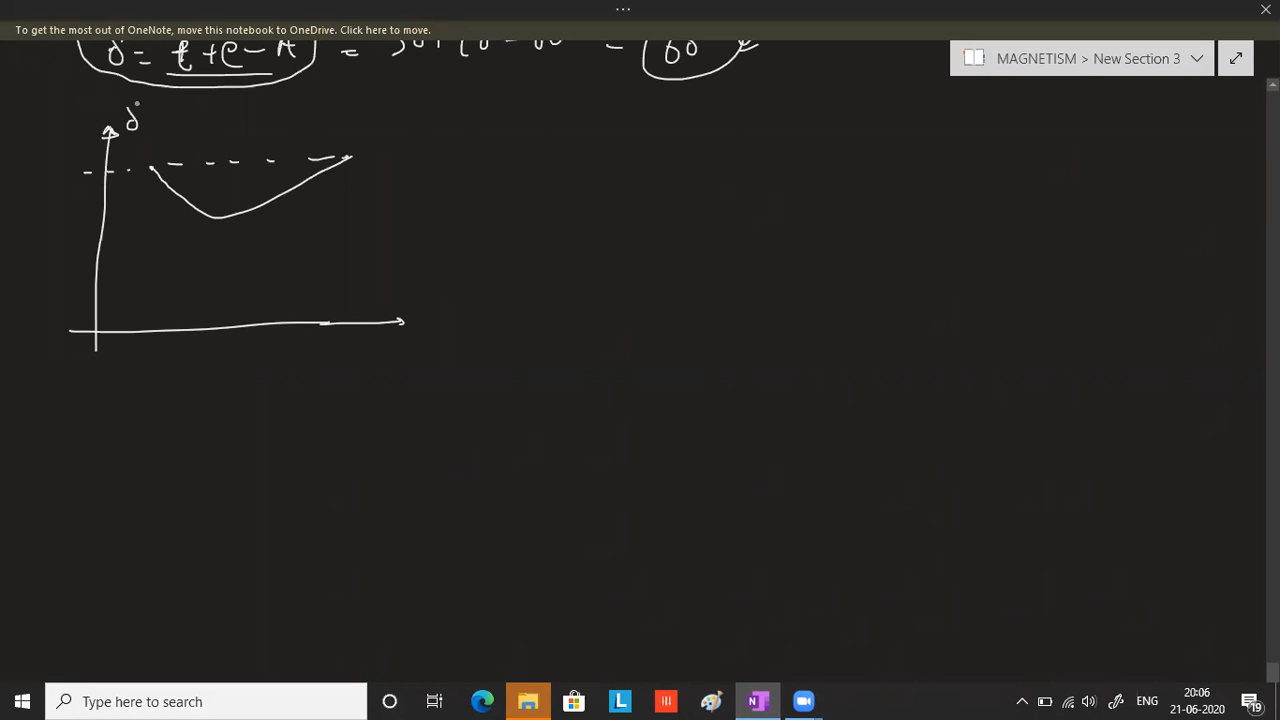 To get the most out of OneNote, move this notebook to OneDrive. Click here to move.
MAGNETISM > New Section 3
δ =
=
60
δ
Type here to search
L
ENG
20:06
21-06-2020
19